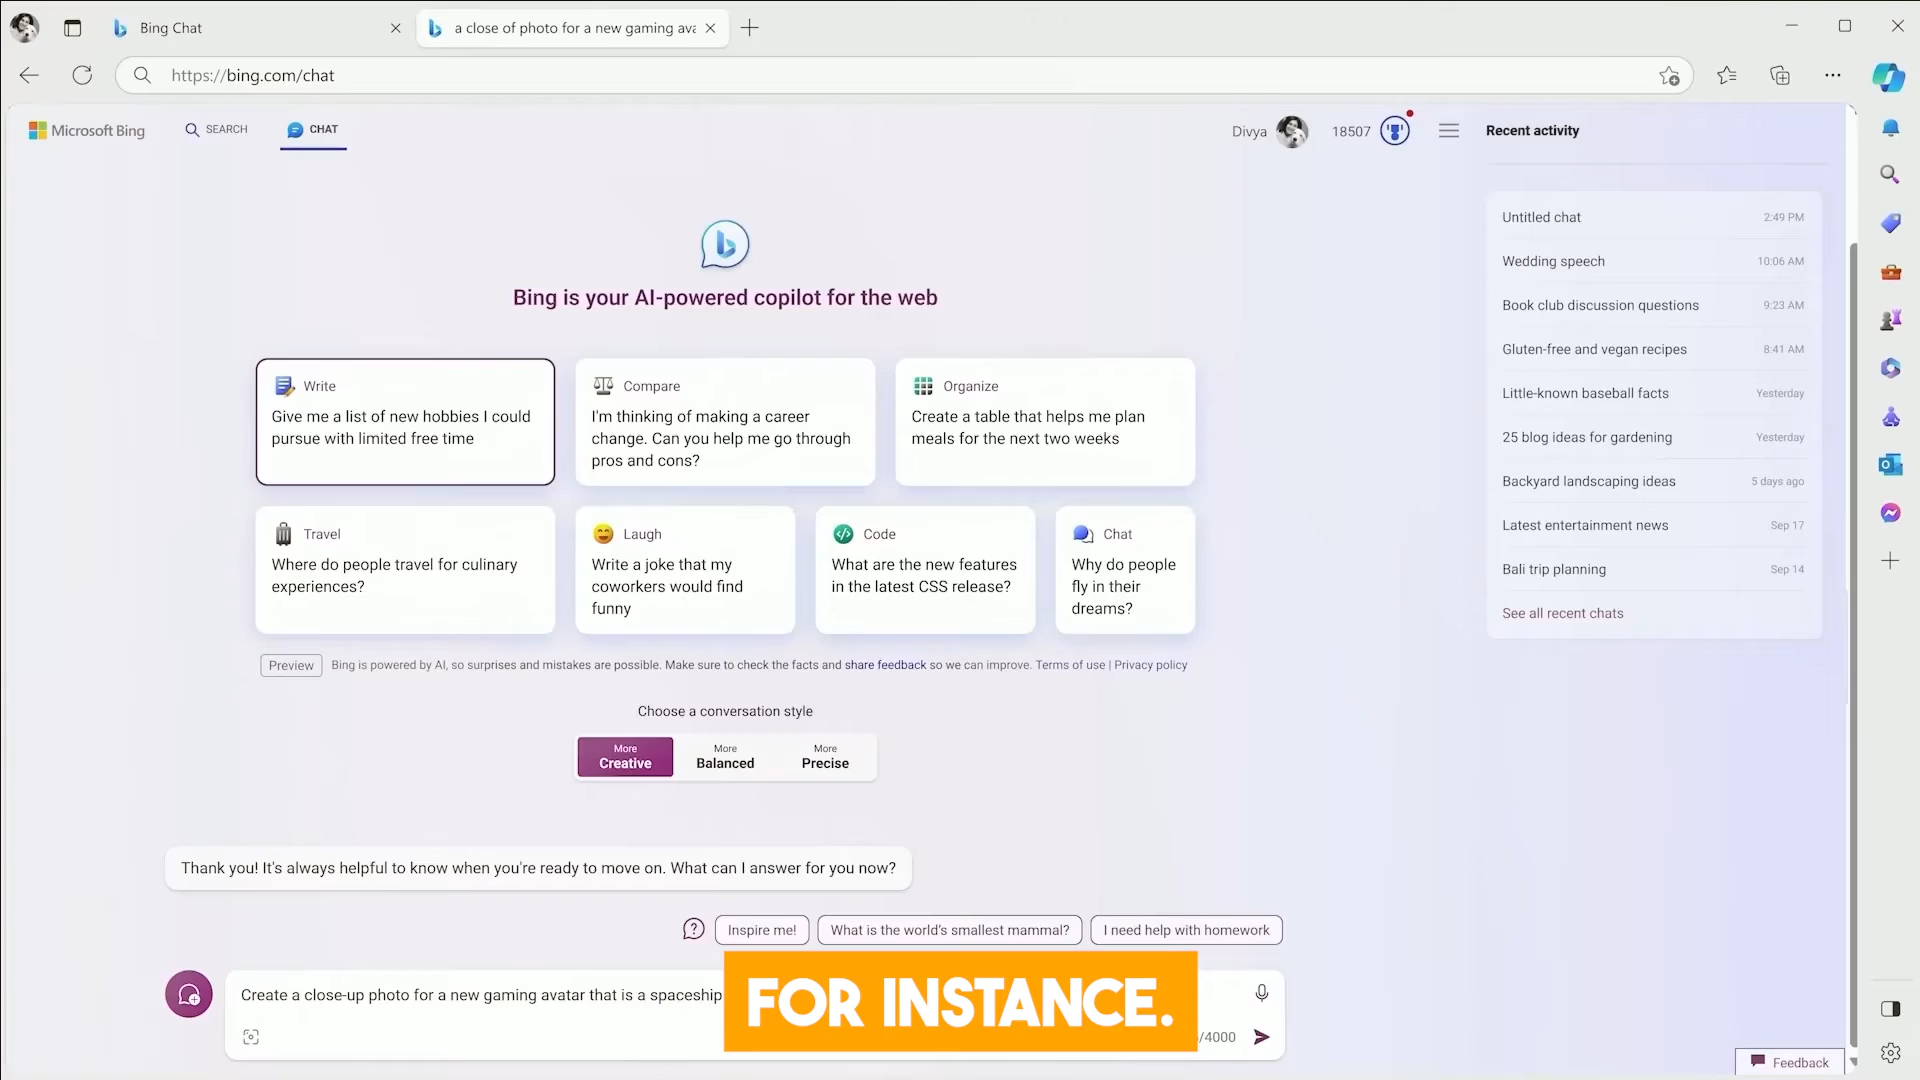 Bing Chat
a close of photo for a new gaming ava
https://bing.com/chat
Microsoft Bing
SEARCH
CHAT
Divya
18507
Recent activity
Untitled chat 2:49 PM
Wedding speech 10:06 AM
Book club discussion questions 9:23 AM
Gluten-free and vegan recipes 8:41 AM
Little-known baseball facts Yesterday
25 blog ideas for gardening Yesterday
Backyard landscaping ideas 5 days ago
Latest entertainment news Sep 17
Bali trip planning Sep 14
See all recent chats
Bing is your AI-powered copilot for the web
Write
Give me a list of new hobbies I could
pursue with limited free time
Compare
I'm thinking of making a career
change. Can you help me go through
pros and cons?
Organize
Create a table that helps me plan
meals for the next two weeks
Travel
Where do people travel for culinary
experiences?
Laugh
Write a joke that my
coworkers would find
funny
Code
What are the new features
in the latest CSS release?
Chat
Why do people
fly in their
dreams?
Preview
Bing is powered by AI, so surprises and mistakes are possible. Make sure to check the facts and share feedback so we can improve. Terms of use | Privacy policy
Choose a conversation style
More
Creative
More
Balanced
More
Precise
Thank you! It's always helpful to know when you're ready to move on. What can I answer for you now?
Inspire me!
What is the world's smallest mammal?
I need help with homework
Create a close-up photo for a new gaming avatar that is a spaceship
FOR INSTANCE.
/4000
Feedback